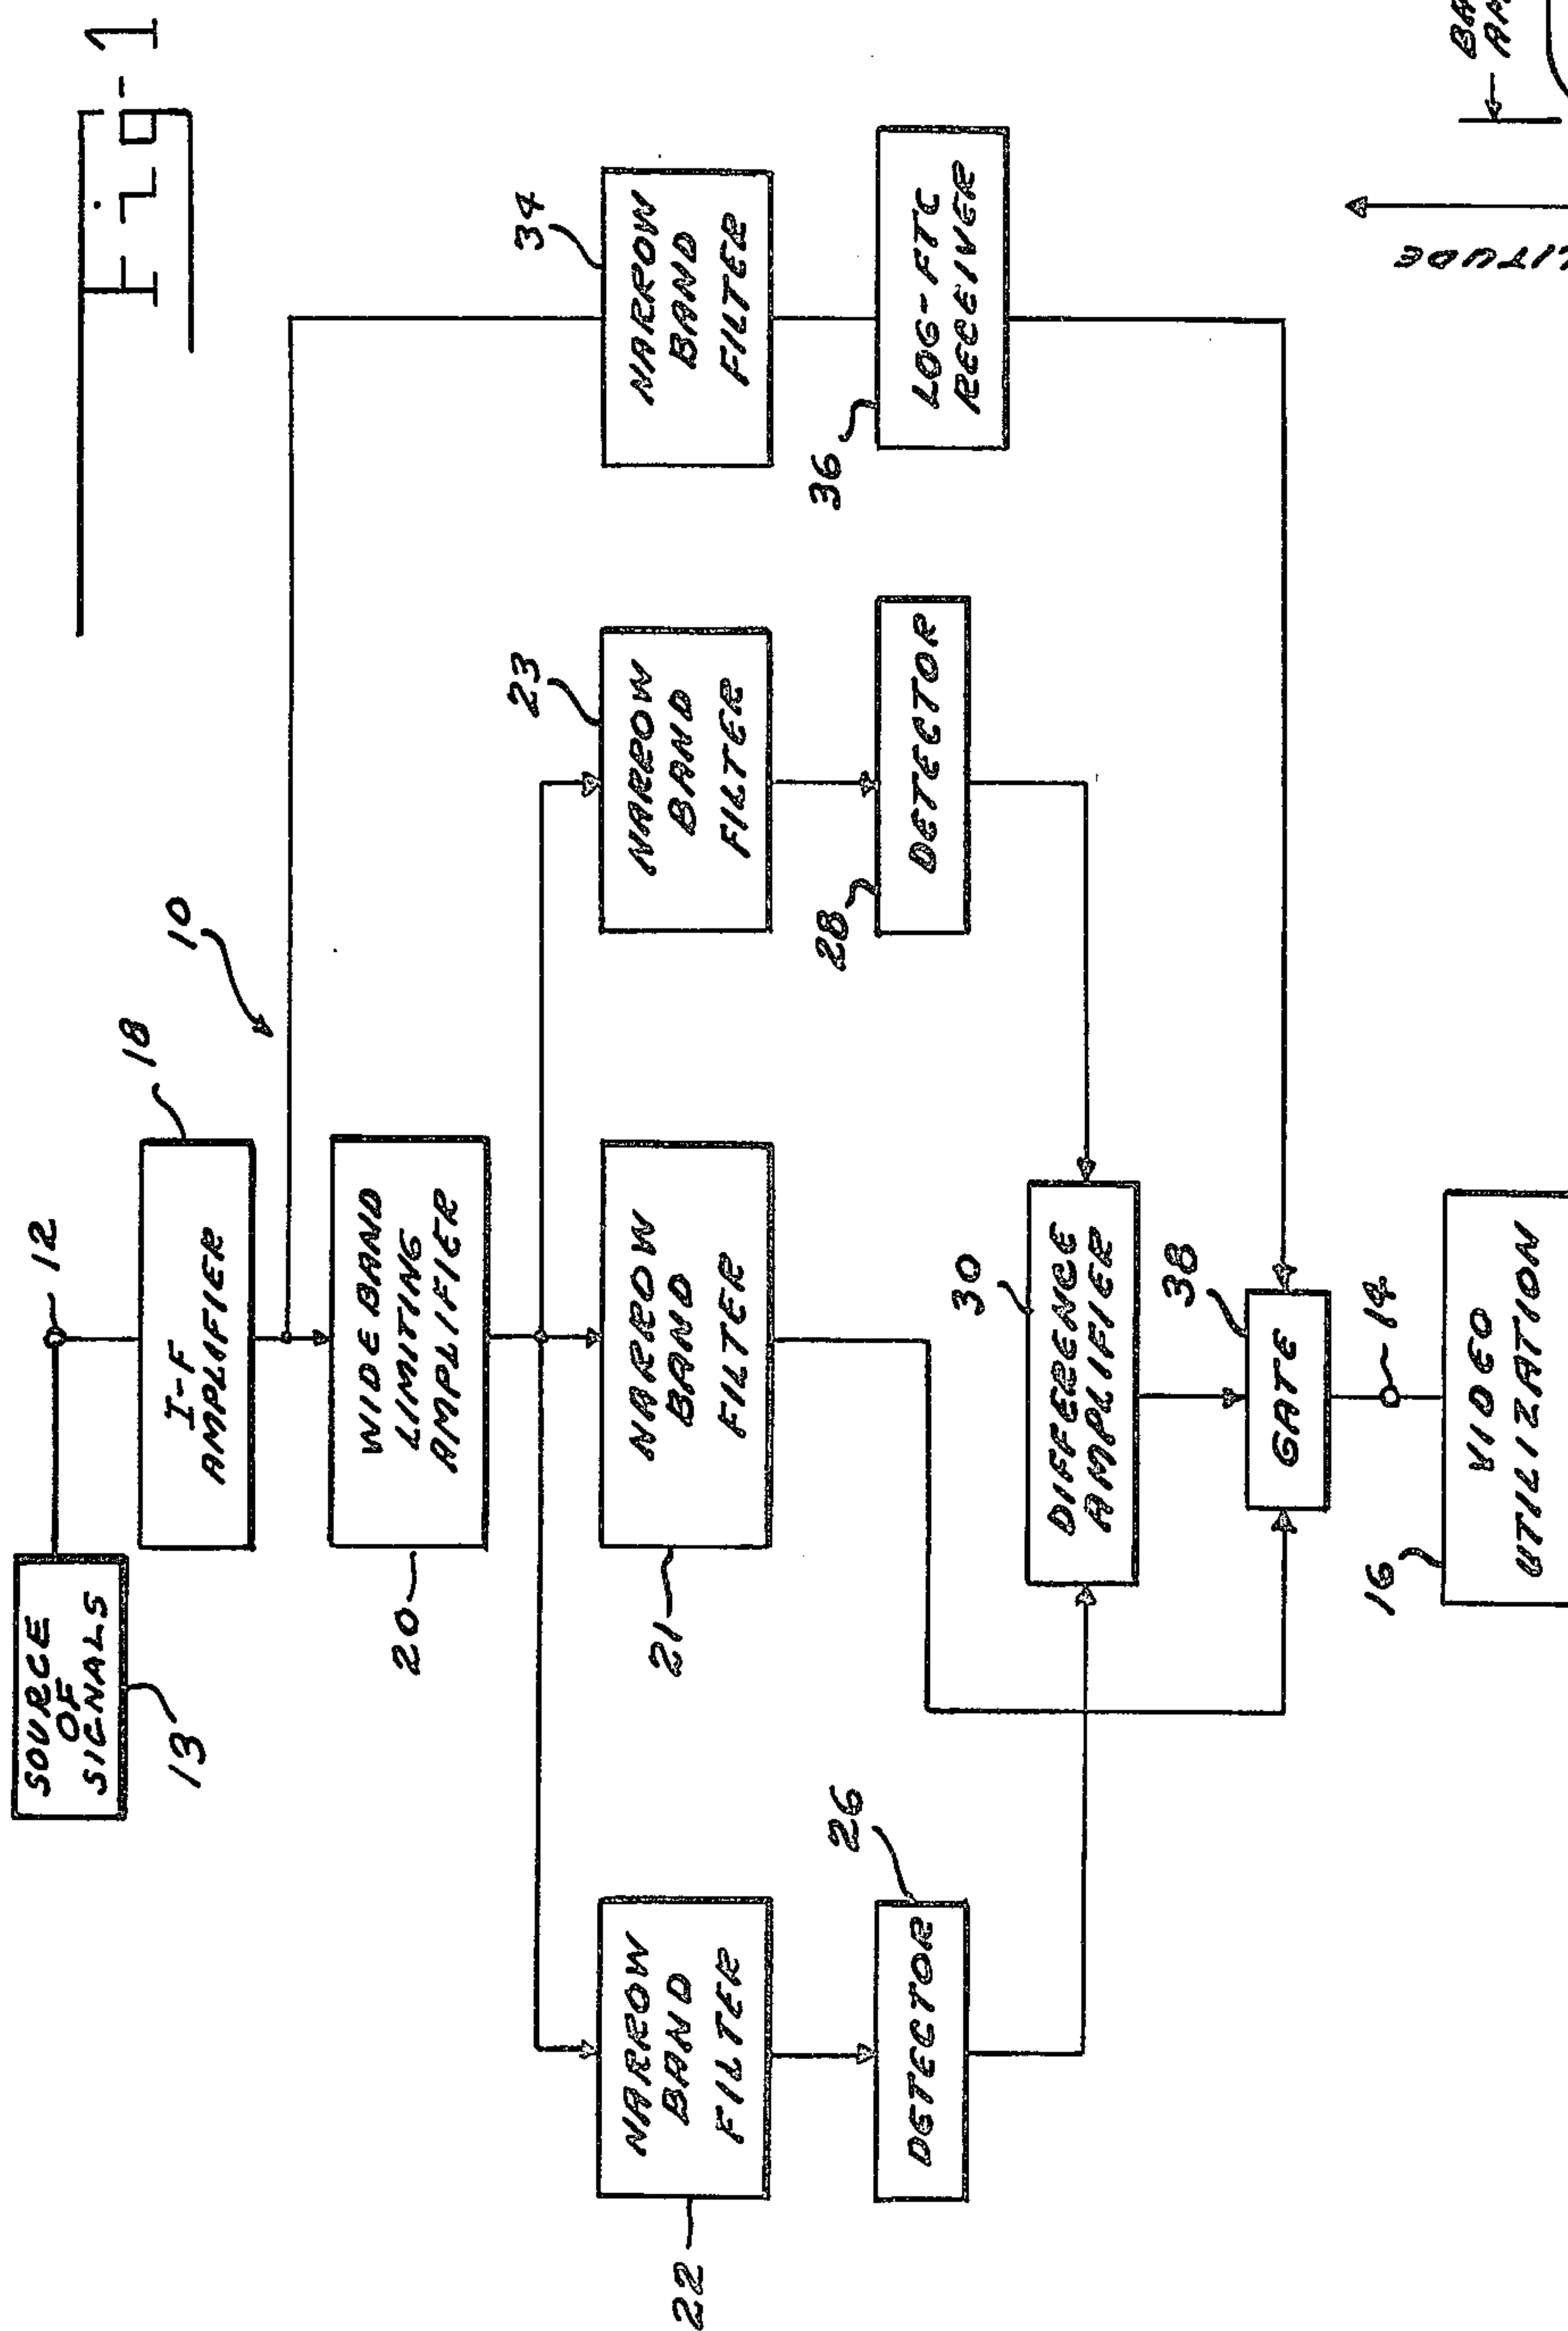 Fig-1
SOURCE
OF
SIGNALS
13
12
I-F
AMPLIFIER
18
10
WIDE BAND
LIMITING
AMPLIFIER
20
NARROW
BAND
FILTER
22
NARROW
BAND
FILTER
21
NARROW
BAND
FILTER
23
NARROW
BAND
FILTER
34
DETECTOR
26
DETECTOR
28
LOG-FTC
RECEIVER
36
DIFFERENCE
AMPLIFIER
30
GATE
38
14
VIDEO
UTILIZATION
16